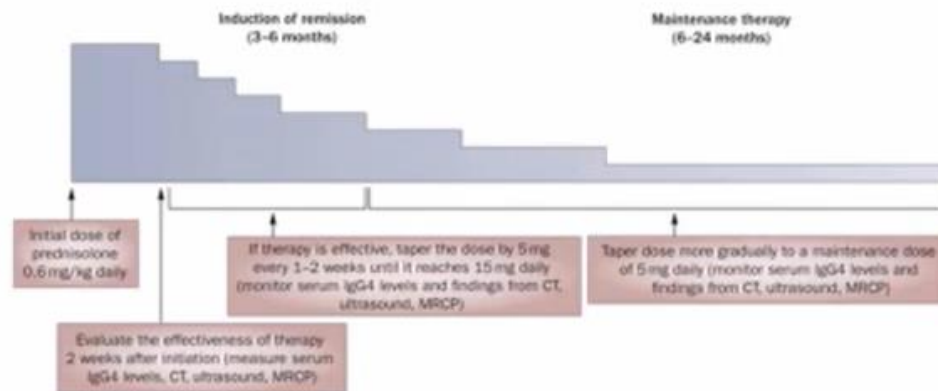 Induction of remission
(3–6 months)
Maintenance therapy
(6–24 months)
Initial dose of
prednisolone
0.6 mg/kg daily
If therapy is effective, taper the dose by 5 mg
every 1–2 weeks until it reaches 15 mg daily
(monitor serum IgG4 levels and findings from CT,
ultrasound, MRCP)
Taper dose more gradually to a maintenance dose
of 5 mg daily (monitor serum IgG4 levels and
findings from CT, ultrasound, MRCP)
Evaluate the effectiveness of therapy
2 weeks after initiation (measure serum
IgG4 levels, CT, ultrasound, MRCP)